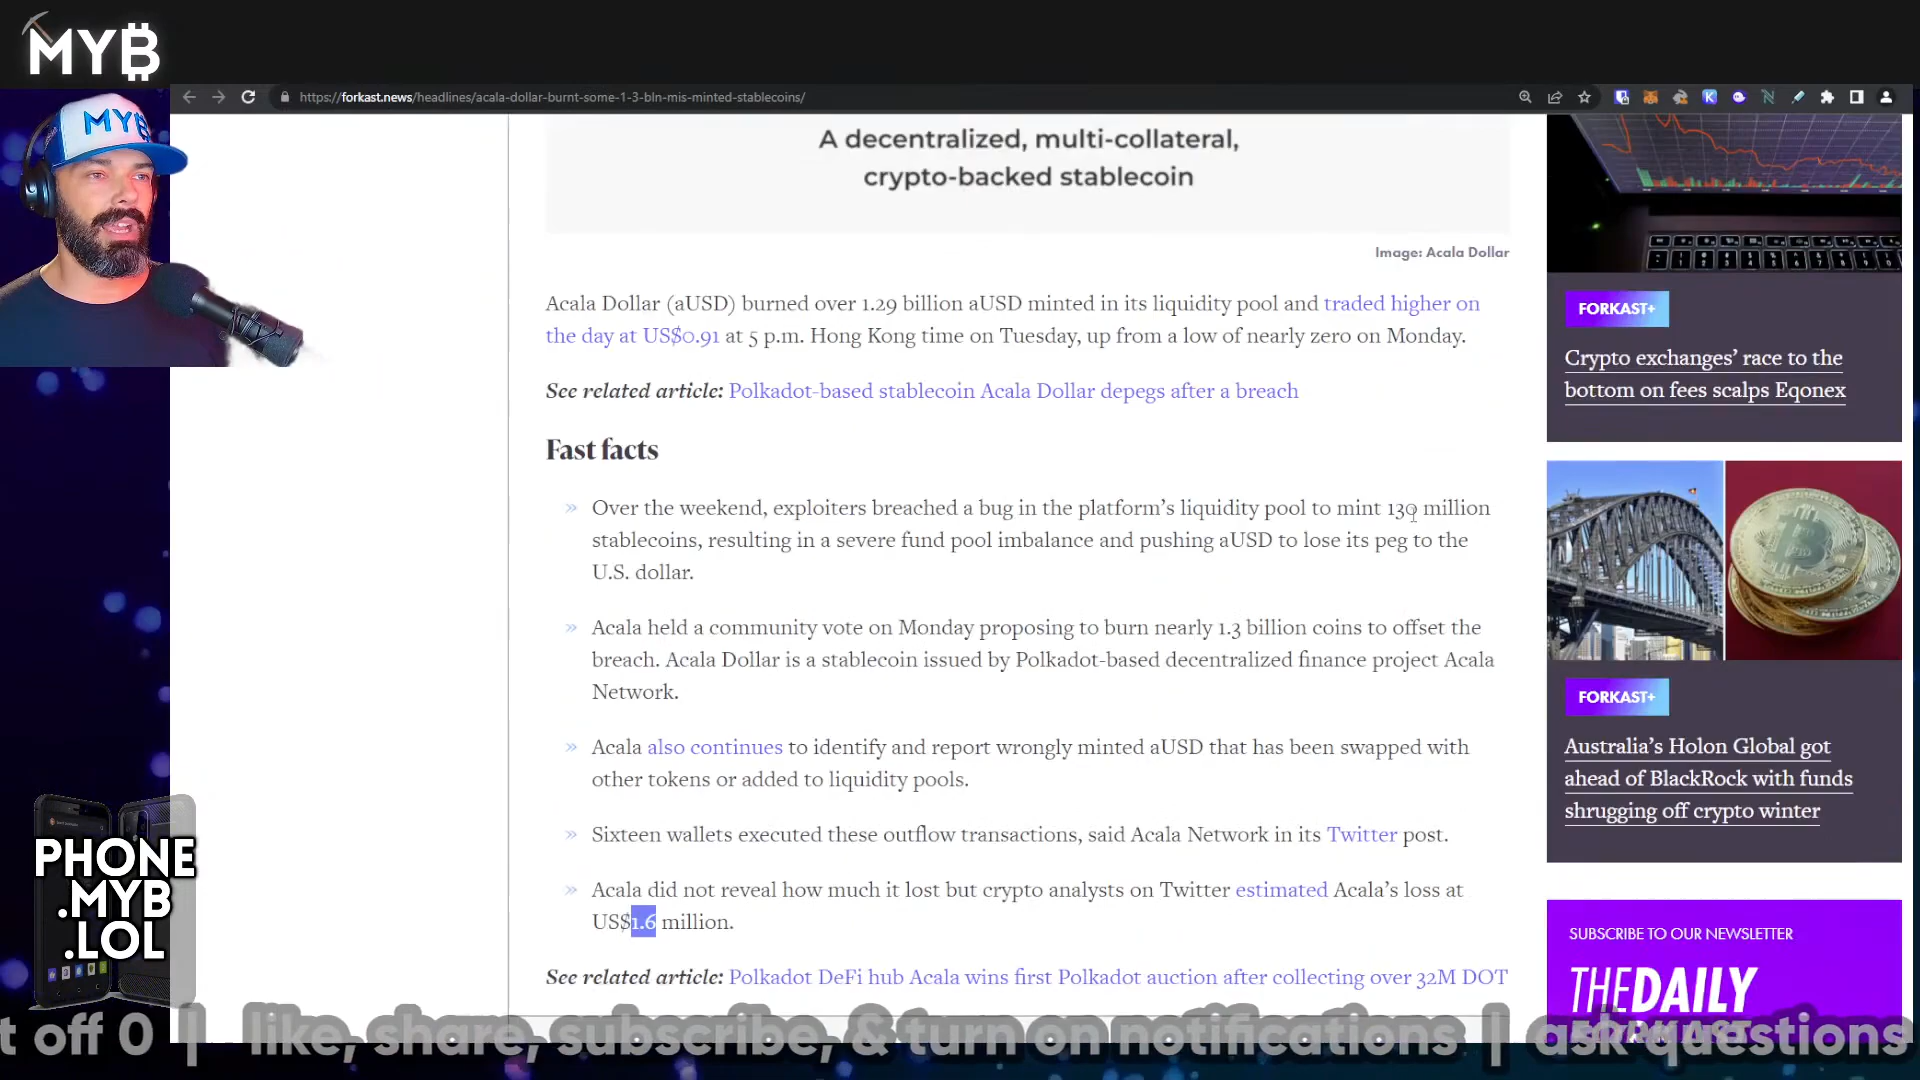 MYB
MYB
https://forkast.news/headlines/acala-dollar-burnt-some-1-3-bln-mis-minted-stablecoins/
A decentralized, multi-collateral,
crypto-backed stablecoin
Image: Acala Dollar
Acala Dollar (aUSD) burned over 1.29 billion aUSD minted in its liquidity pool and traded higher on
the day at US$0.91 at 5 p.m. Hong Kong time on Tuesday, up from a low of nearly zero on Monday.
See related article: Polkadot-based stablecoin Acala Dollar depegs after a breach
Fast facts
» Over the weekend, exploiters breached a bug in the platform’s liquidity pool to mint 130 million
stablecoins, resulting in a severe fund pool imbalance and pushing aUSD to lose its peg to the
U.S. dollar.
» Acala held a community vote on Monday proposing to burn nearly 1.3 billion coins to offset the
breach. Acala Dollar is a stablecoin issued by Polkadot-based decentralized finance project Acala
Network.
» Acala also continues to identify and report wrongly minted aUSD that has been swapped with
other tokens or added to liquidity pools.
» Sixteen wallets executed these outflow transactions, said Acala Network in its Twitter post.
» Acala did not reveal how much it lost but crypto analysts on Twitter estimated Acala’s loss at
US$1.6 million.
See related article: Polkadot DeFi hub Acala wins first Polkadot auction after collecting over 32M DOT
FORKAST+
Crypto exchanges’ race to the
bottom on fees scalps Eqonex
FORKAST+
Australia’s Holon Global got
ahead of BlackRock with funds
shrugging off crypto winter
SUBSCRIBE TO OUR NEWSLETTER
THE DAILY
FORKAST
PHONE
.MYB
.LOL
t off 0 | like, share, subscribe, & turn on notifications | ask questions